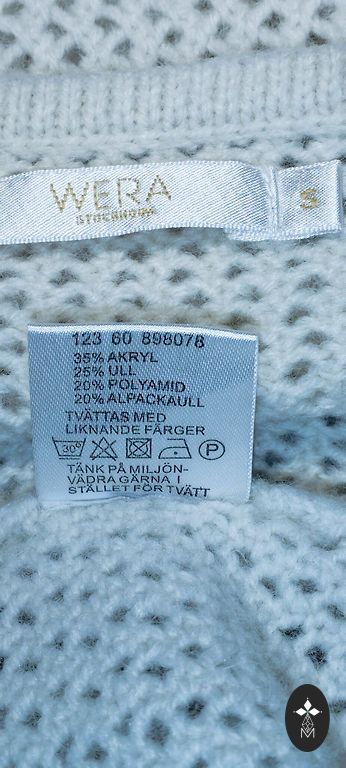 WERA
STOCKHOLM
S
123 60 898078
35% AKRYL
25% ULL
20% POLYAMID
20% ALPACKAULL
TVÄTTAS MED
LIKNANDE FÄRGER
30° P
TÄNK PÅ MILJÖN-
VÄDRA GÄRNA I
STÄLLET FÖR TVÄTT